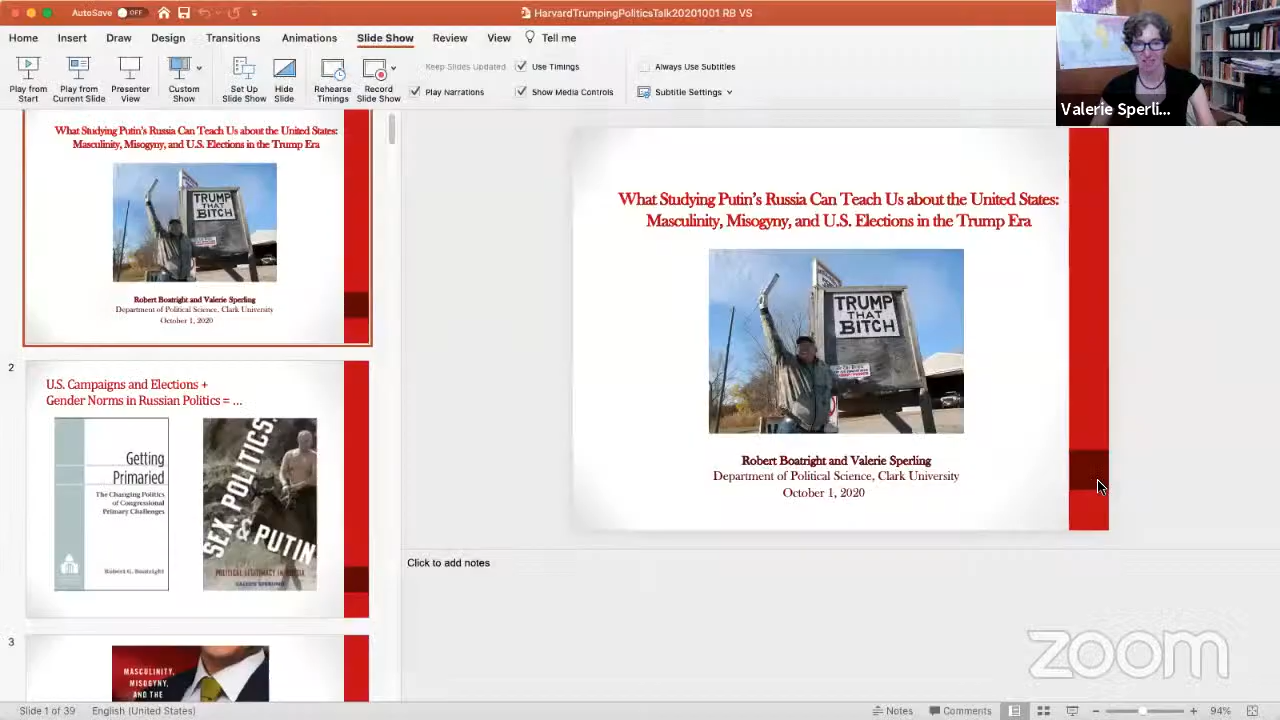 AutoSave OFF
HarvardTrumpingPoliticsTalk20201001 RB VS
Home Insert Draw Design Transitions Animations Slide Show Review View Tell me
Play from Start
Play from Current Slide
Presenter View
Custom Show
Set Up Slide Show
Hide Slide
Rehearse Timings
Record Slide Show
Keep Slides Updated
Use Timings
Play Narrations
Show Media Controls
Always Use Subtitles
Subtitle Settings
Valerie Sperli...
What Studying Putin's Russia Can Teach Us about the United States:
Masculinity, Misogyny, and U.S. Elections in the Trump Era
TRUMP
THAT
BITCH
Robert Boatright and Valerie Sperling
Department of Political Science, Clark University
October 1, 2020
2
U.S. Campaigns and Elections +
Gender Norms in Russian Politics = ...
Getting
Primaried
The Changing Politics
of Congressional
Primary Challenges
Robert G. Boatright
SEX, POLITICS,
& PUTIN
POLITICAL LEGITIMACY IN RUSSIA
VALERIE SPERLING
3
MASCULINITY,
MISOGYNY,
AND THE
What Studying Putin's Russia Can Teach Us about the United States:
Masculinity, Misogyny, and U.S. Elections in the Trump Era
TRUMP
THAT
BITCH
Robert Boatright and Valerie Sperling
Department of Political Science, Clark University
October 1, 2020
Click to add notes
zoom
Slide 1 of 39 English (United States)
Notes Comments 94%